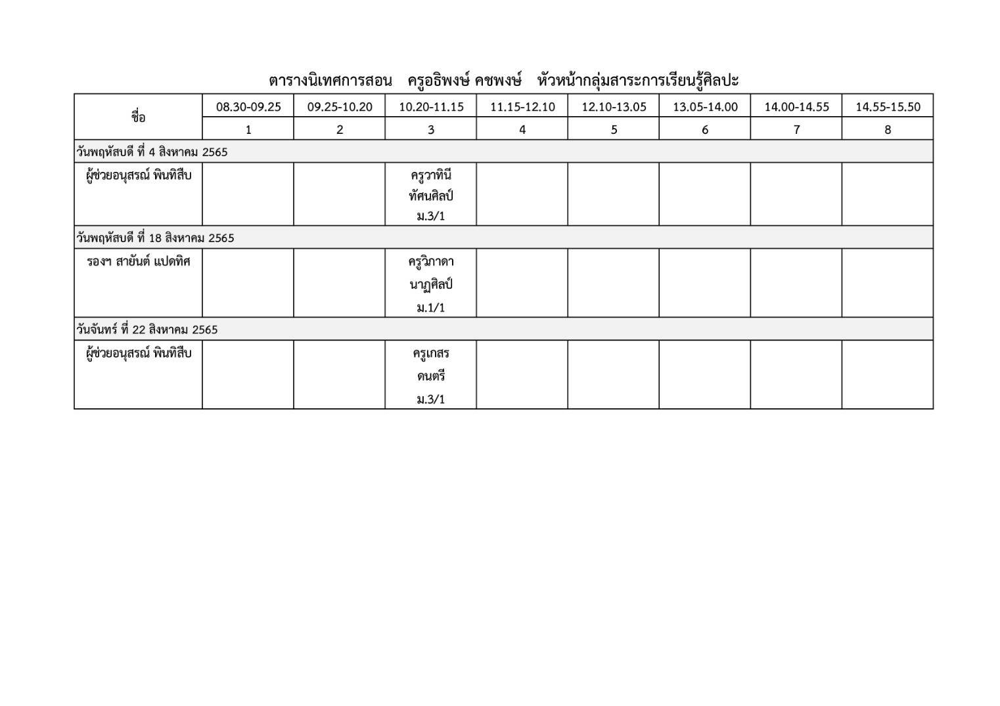 ตารางนิเทศการสอน ครูอธิพงษ์ คชพงษ์ หัวหน้ากลุ่มสาระการเรียนรู้ศิลปะ
ชื่อ
08.30-09.25 09.25-10.20 10.20-11.15 11.15-12.10 12.10-13.05 13.05-14.00 14.00-14.55 14.55-15.50
1 2 3 4 5 6 7 8
วันพฤหัสบดี ที่ 4 สิงหาคม 2565
ผู้ช่วยอนุสรณ์ พินทิสืบ ครูวาทินี
ทัศนศิลป์
ม.3/1
วันพฤหัสบดี ที่ 18 สิงหาคม 2565
รองฯ สายันต์ แปดทิศ ครูวิภาดา
นาฏศิลป์
ม.1/1
วันจันทร์ ที่ 22 สิงหาคม 2565
ผู้ช่วยอนุสรณ์ พินทิสืบ ครูเกสร
ดนตรี
ม.3/1